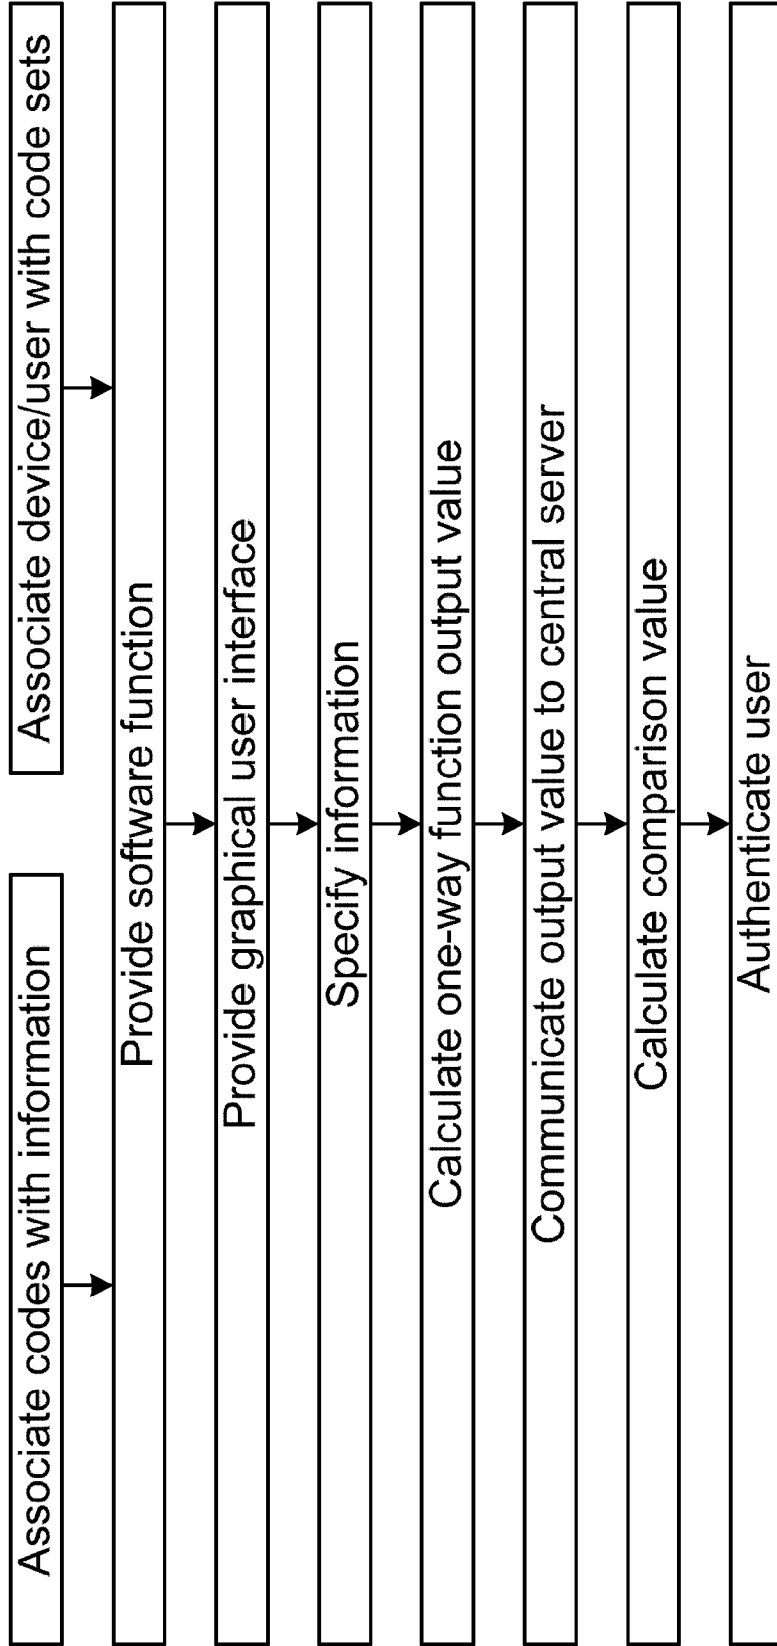 Associate codes with information
Associate device/user with code sets
Provide software function
Provide graphical user interface
Specify information
Calculate one-way function output value
Communicate output value to central server
Calculate comparison value
Authenticate user